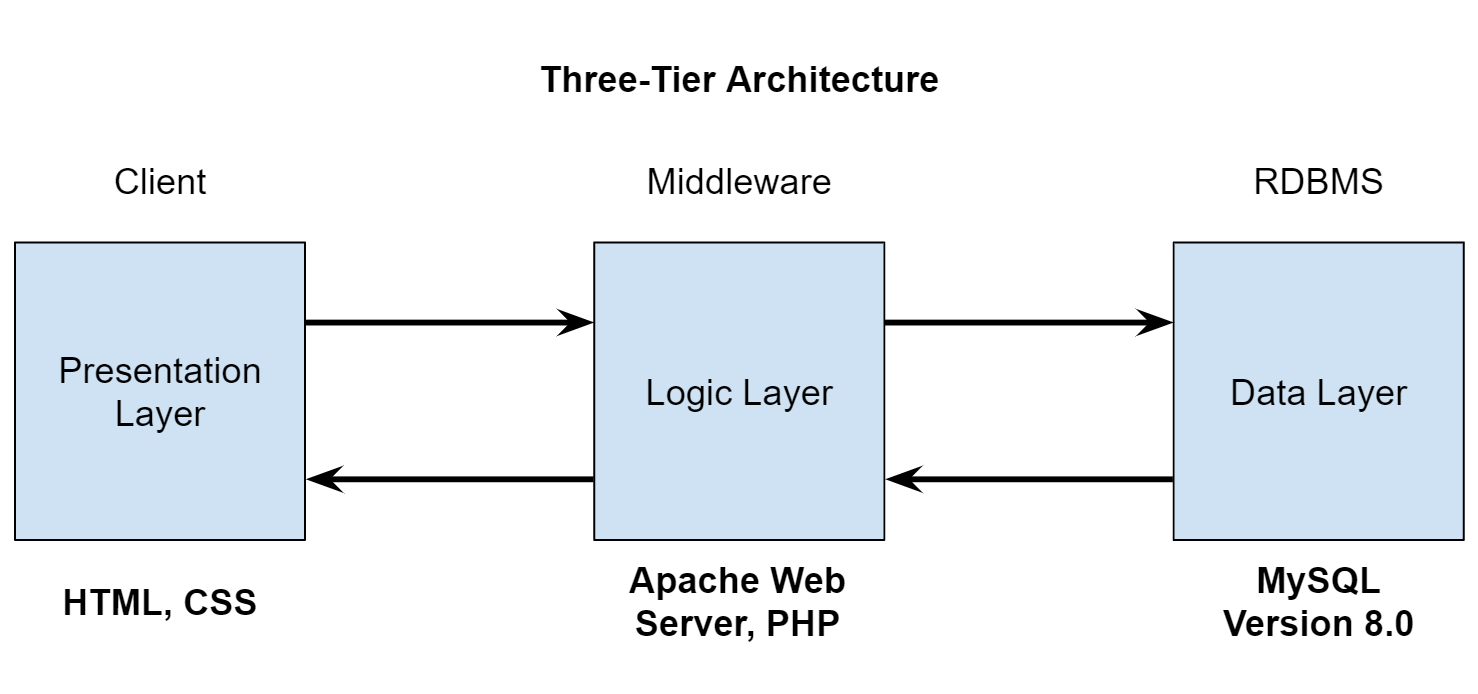 Three-Tier Architecture
Client
Middleware
RDBMS
Presentation
Layer
Logic Layer
Data Layer
HTML, CSS
Apache Web
Server, PHP
MySQL
Version 8.0